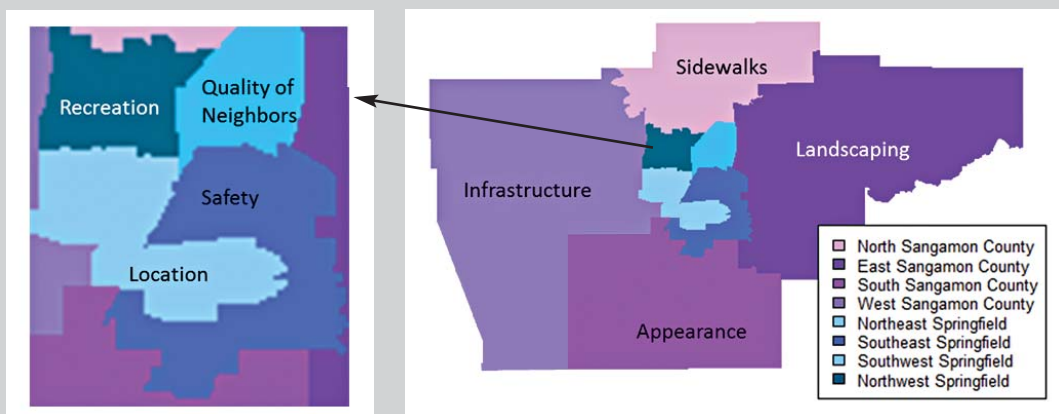 Recreation
Quality of
Neighbors
Safety
Location
Sidewalks
Landscaping
Infrastructure
Appearance
North Sangamon County
East Sangamon County
South Sangamon County
West Sangamon County
Northeast Springfield
Southeast Springfield
Southwest Springfield
Northwest Springfield